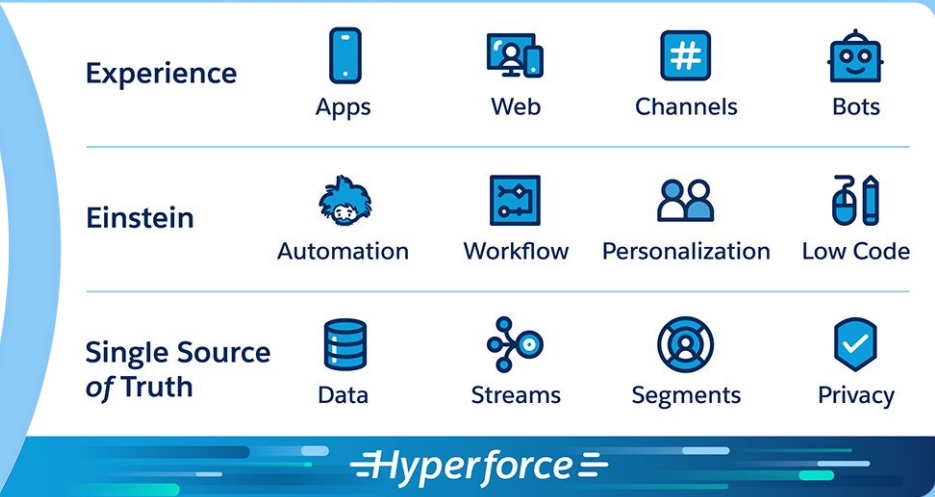 Experience
Apps
Web
#
Channels
Bots
Einstein
Automation
Workflow
Personalization
Low Code
Single Source
of Truth
Data
Streams
Segments
Privacy
Hyperforce